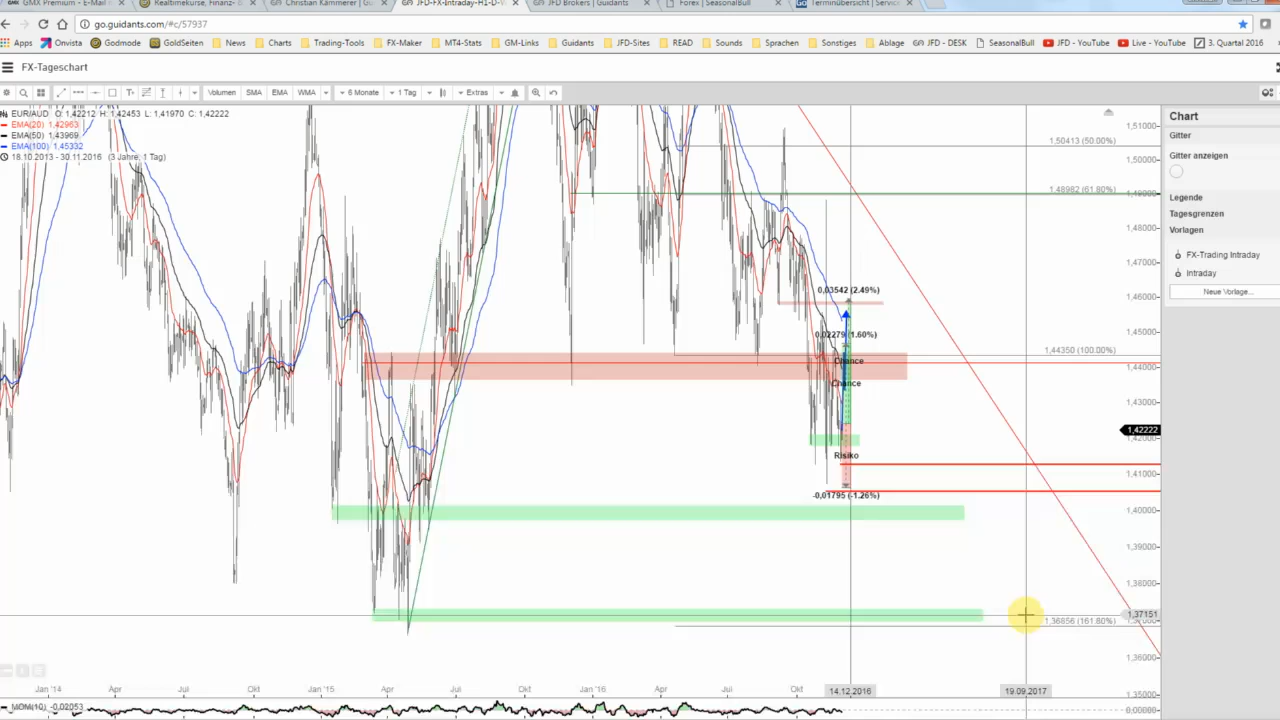 GMX Premium - E-Mail
Realtimekurse, Finanz-
Christian Kämmerer | Gu
JFD-FX-Intraday-H1-D-W
JFD Brokers | Guidants
Forex | SeasonalBull
Terminübersicht | Servic
go.guidants.com/#c/57937
Apps Onvista Godmode GoldSeiten News Charts Trading-Tools FX-Maker MT4-Stats GM-Links Guidants JFD-Sites READ Sounds Sprachen Sonstiges Ablage JFD - DESK SeasonalBull JFD - YouTube Live - YouTube 3. Quartal 2016
FX-Tageschart
Volumen SMA EMA WMA 6 Monate 1 Tag Extras
EUR/AUD O: 1,42212 H: 1,42453 L: 1,41970 C: 1,42222
EMA(20) 1,42963
EMA(50) 1,43969
EMA(100) 1,45332
18.10.2013 - 30.11.2016 (3 Jahre, 1 Tag)
Chart
Gitter
Gitter anzeigen
Legende
Tagesgrenzen
Vorlagen
FX-Trading Intraday
Intraday
Neue Vorlage...
1,51000
1,50413 (50.00%)
1,50000
1,48982 (61.80%)
1,49000
1,48000
1,47000
0,03542 (2.49%)
1,46000
0,02279 (1.60%)
1,45000
1,44350 (100.00%)
Chance
1,44000
Chance
1,43000
1,42222
1,42000
Risiko
1,41000
-0,01795 (-1.26%)
1,40000
1,39000
1,38000
1,37151
1,36856 (161.80%)
1,36000
1,35000
Jan '14 Apr Jul Okt Jan '15 Apr Jul Okt Jan '16 Apr Jul Okt 14.12.2016 19.09.2017
MOM(10) -0,02053
0,00000